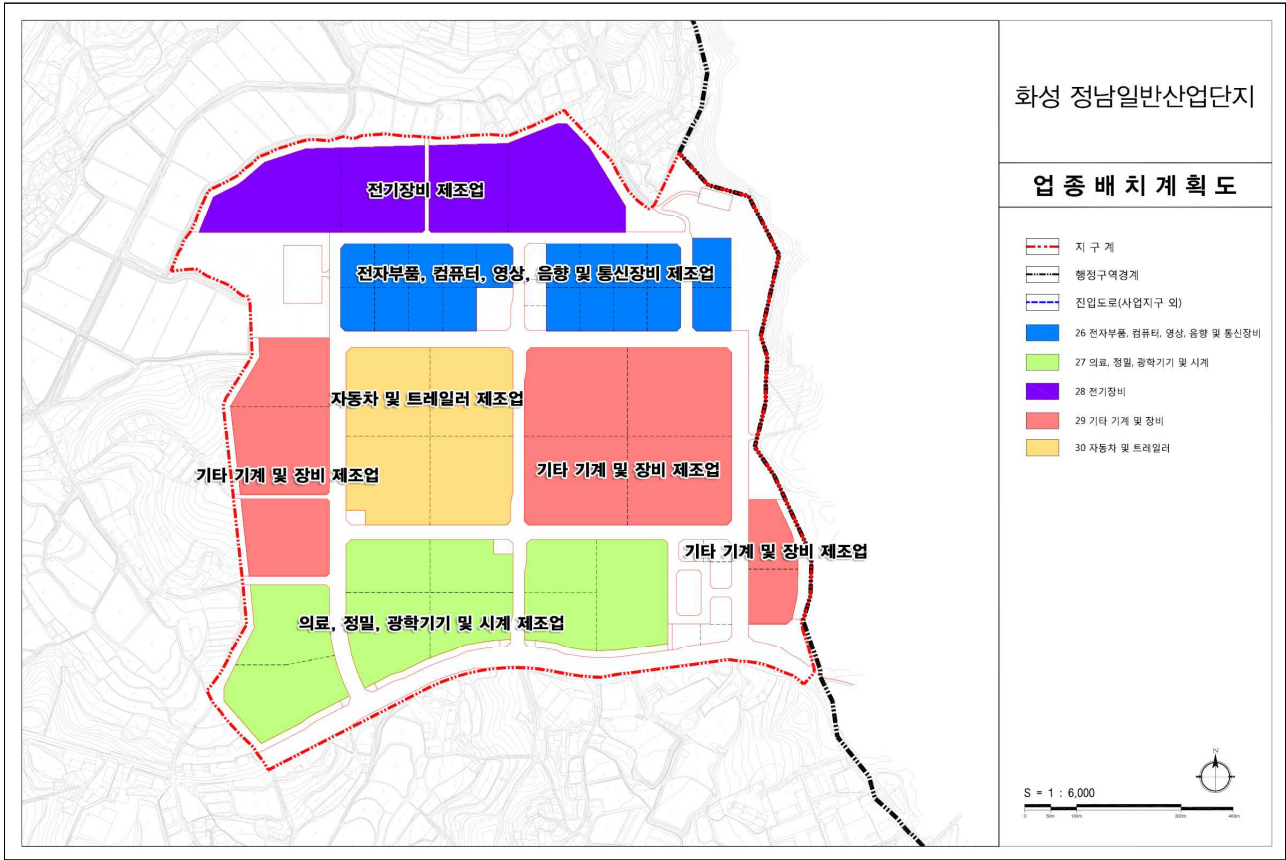 화성 정남일반산업단지
업종배치계획도
지구계
행정구역경계
진입도로(사업지구 외)
26 전자부품, 컴퓨터, 영상, 음향 및 통신장비
27 의료, 정밀, 광학기기 및 시계
28 전기장비
29 기타 기계 및 장비
30 자동차 및 트레일러
전기장비 제조업
전자부품, 컴퓨터, 영상, 음향 및 통신장비 제조업
자동차 및 트레일러 제조업
기타 기계 및 장비 제조업
기타 기계 및 장비 제조업
기타 기계 및 장비 제조업
의료, 정밀, 광학기기 및 시계 제조업
S = 1 : 6,000
0 50m 100m 300m 400m